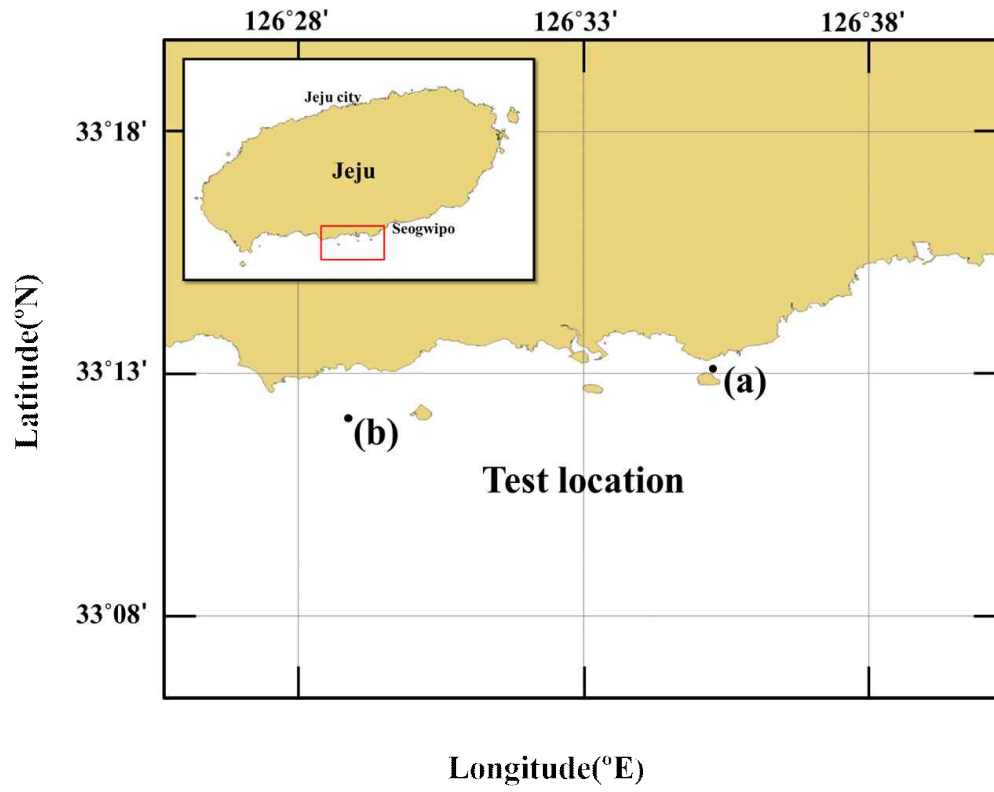 126°28' 126°33' 126°38'
Jeju city
33°18'
Jeju
Seogwipo
Latitude(°N)
33°13'
(a)
(b)
Test location
33°08'
Longitude(°E)